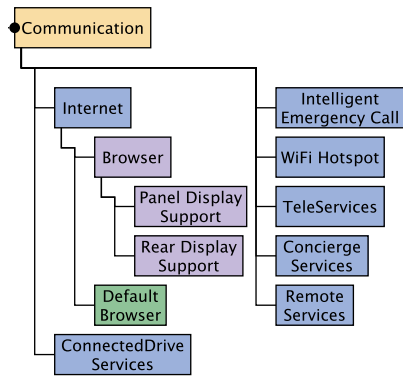 Communication
Internet
Browser
Panel Display
Support
Rear Display
Support
Default
Browser
ConnectedDrive
Services
Intelligent
Emergency Call
WiFi Hotspot
TeleServices
Concierge
Services
Remote
Services